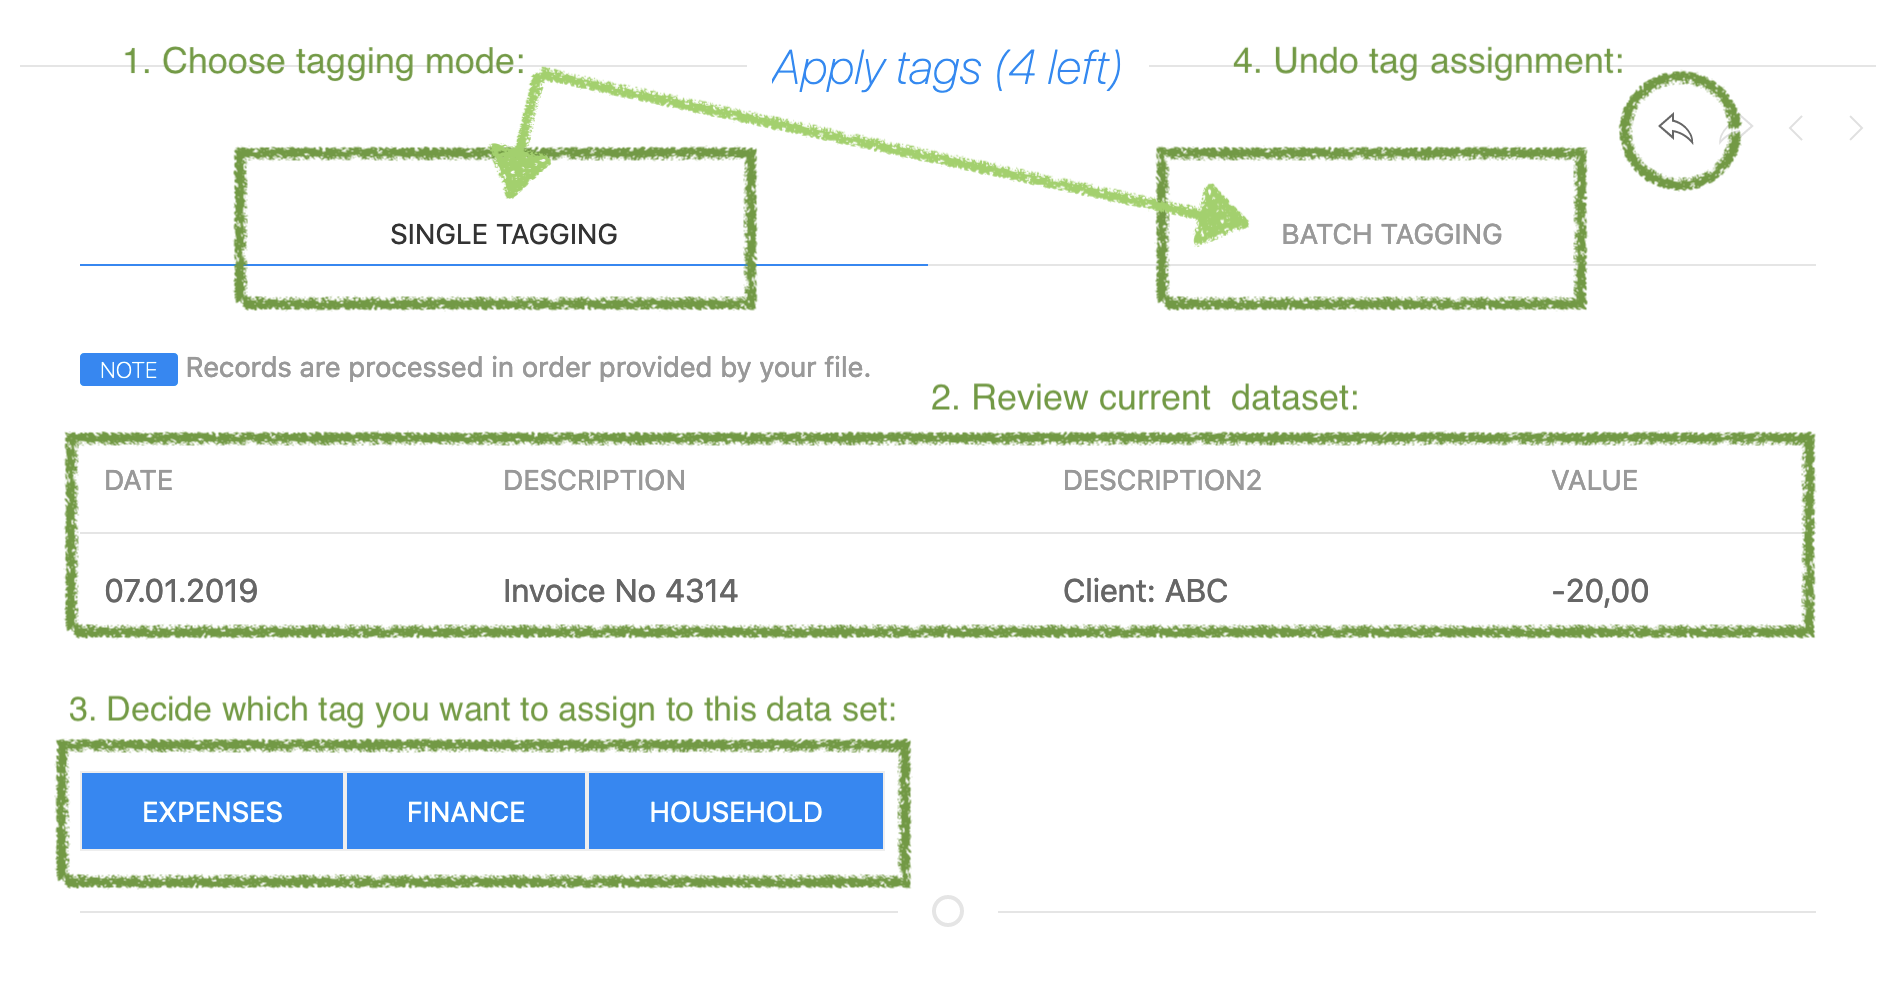 1. Choose tagging mode:
Apply tags (4 left)
4. Undo tag assignment:
SINGLE TAGGING
BATCH TAGGING
NOTE Records are processed in order provided by your file.
2. Review current  dataset:
DATE DESCRIPTION DESCRIPTION2 VALUE
07.01.2019 Invoice No 4314 Client: ABC -20,00
3. Decide which tag you want to assign to this data set:
EXPENSES FINANCE HOUSEHOLD